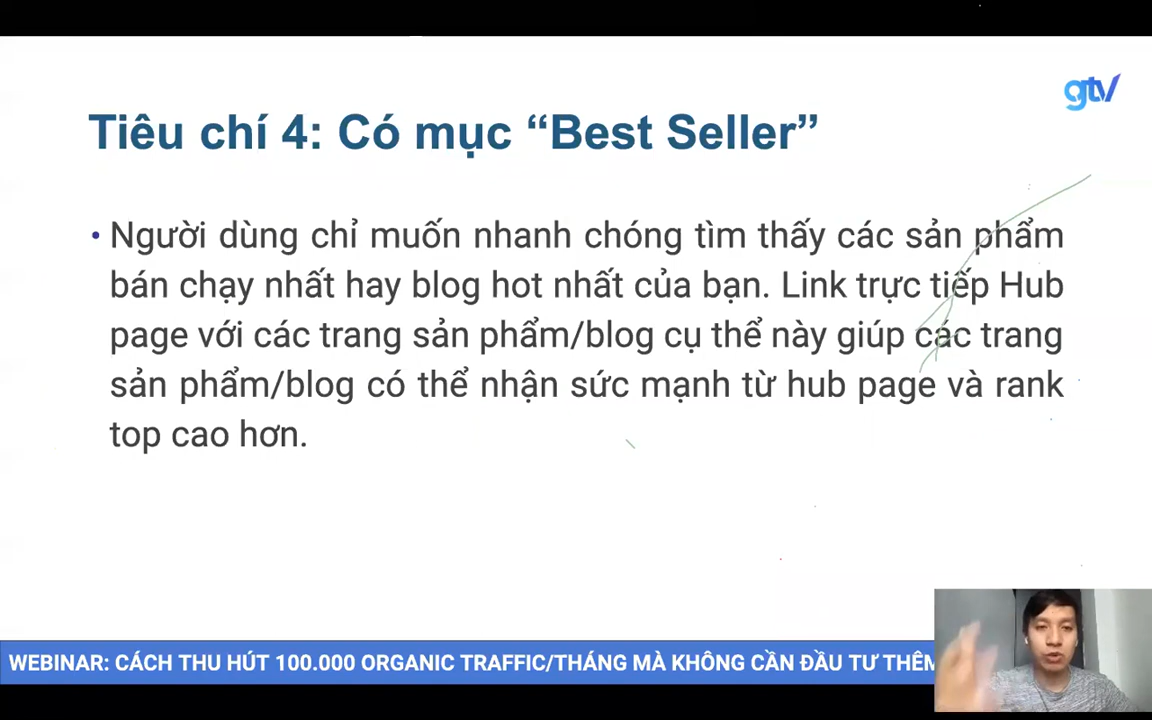 gtv
Tiêu chí 4: Có mục “Best Seller”
• Người dùng chỉ muốn nhanh chóng tìm thấy các sản phẩm
bán chạy nhất hay blog hot nhất của bạn. Link trực tiếp Hub
page với các trang sản phẩm/blog cụ thể này giúp các trang
sản phẩm/blog có thể nhận sức mạnh từ hub page và rank
top cao hơn.
WEBINAR: CÁCH THU HÚT 100.000 ORGANIC TRAFFIC/THÁNG MÀ KHÔNG CẦN ĐẦU TƯ THÊM